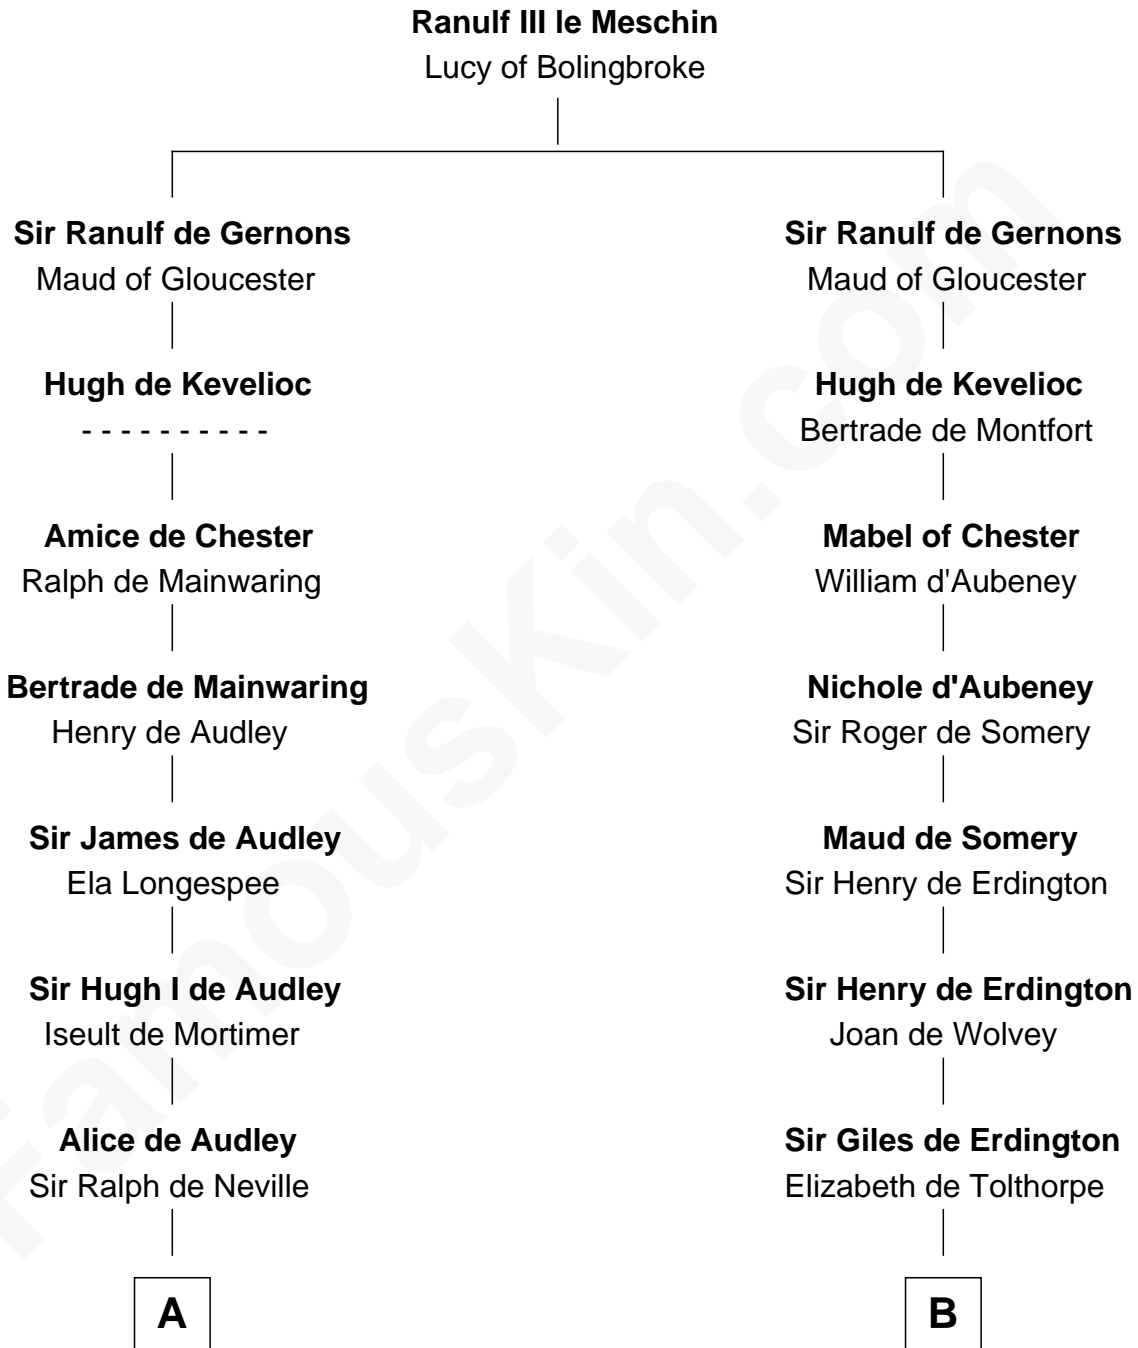 Ranulf III le Meschin
Lucy of Bolingbroke
Sir Ranulf de Gernons
Maud of Gloucester
Hugh de Kevelioc
- - - - - - - - - -
Amice de Chester
Ralph de Mainwaring
Bertrade de Mainwaring
Henry de Audley
Sir James de Audley
Ela Longespee
Sir Hugh I de Audley
Iseult de Mortimer
Alice de Audley
Sir Ralph de Neville
A
Sir Ranulf de Gernons
Maud of Gloucester
Hugh de Kevelioc
Bertrade de Montfort
Mabel of Chester
William d'Aubeney
Nichole d'Aubeney
Sir Roger de Somery
Maud de Somery
Sir Henry de Erdington
Sir Henry de Erdington
Joan de Wolvey
Sir Giles de Erdington
Elizabeth de Tolthorpe
B
FamousKin.com